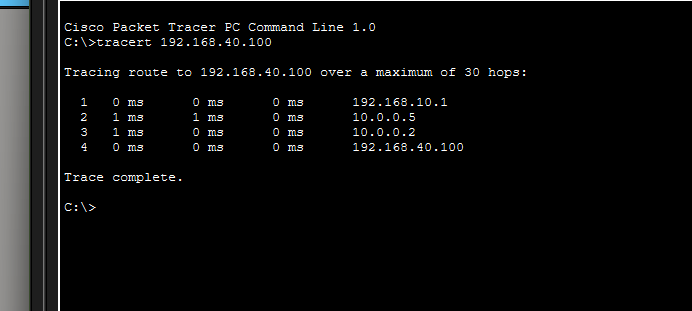 Cisco Packet Tracer PC Command Line 1.0
C:\>tracert 192.168.40.100
Tracing route to 192.168.40.100 over a maximum of 30 hops:
1 0 ms 0 ms 0 ms 192.168.10.1
2 1 ms 1 ms 0 ms 10.0.0.5
3 1 ms 0 ms 0 ms 10.0.0.2
4 0 ms 0 ms 0 ms 192.168.40.100
Trace complete.
C:\>